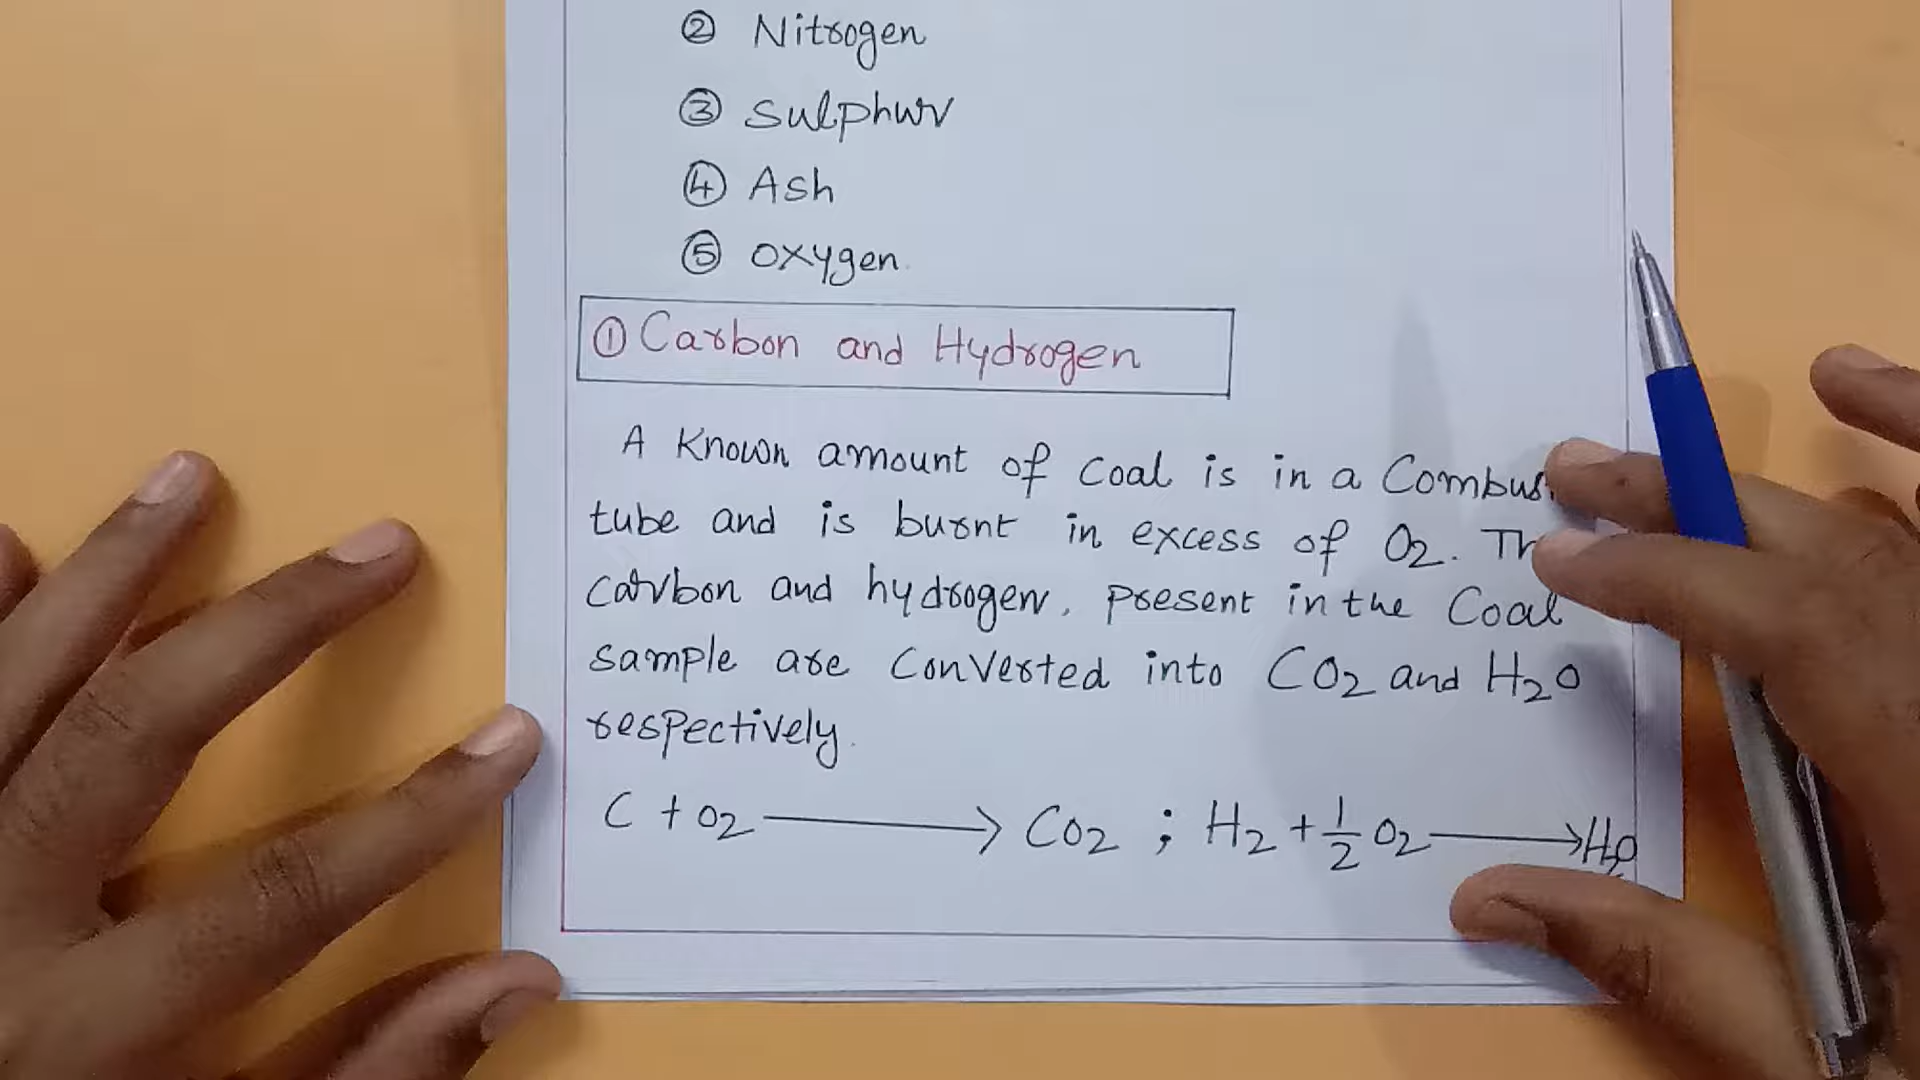 ② Nitrogen
③ Sulphur
④ Ash
⑤ Oxygen
① Carbon and Hydrogen
A Known amount of Coal is in a
tube and is burnt in excess of O₂.
carbon and hydrogen, present in the Coal
sample are converted into CO₂ and H₂O
respectively.
C + O₂ ⟶ CO₂ ; H₂ + 1/2 O₂ ⟶ H₂O